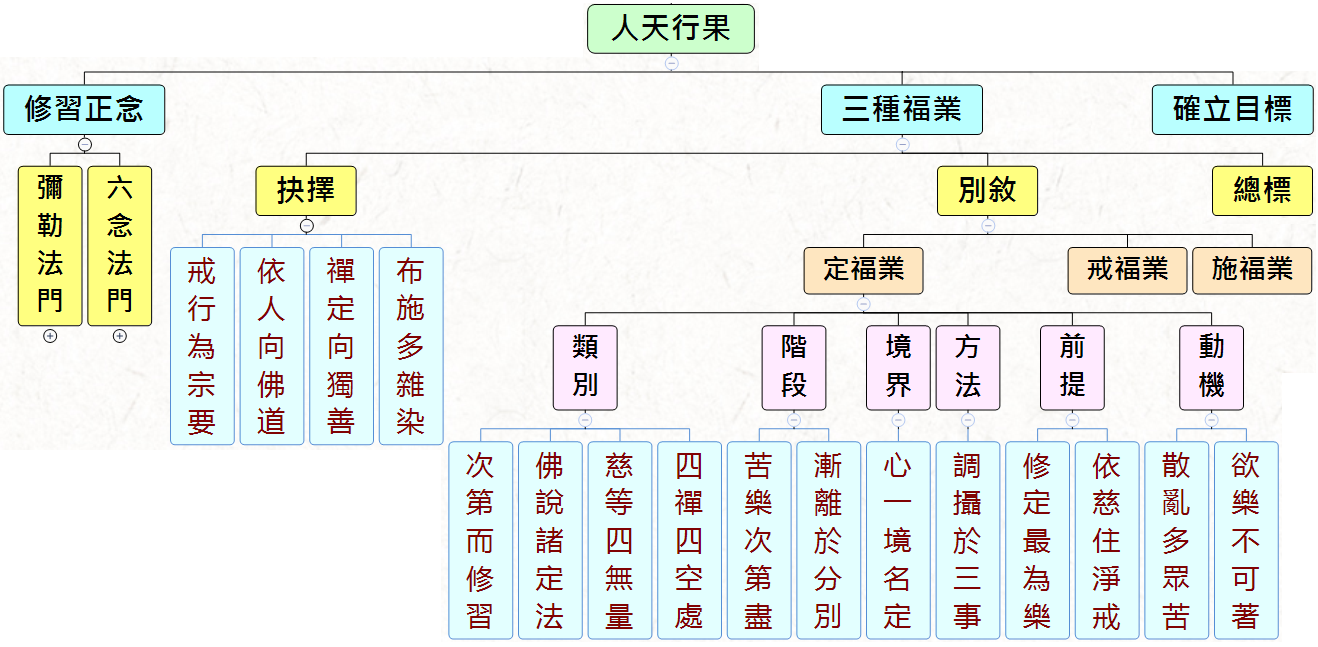 人天行果
修習正念
三種福業
確立目標
彌勒法門
六念法門
抉擇
別敘
總標
戒行為宗要
依人向佛道
禪定向獨善
布施多雜染
定福業
戒福業
施福業
類別
階段
境界
方法
前提
動機
次第而修習
佛說諸定法
慈等四無量
四禪四空處
苦樂次第盡
漸離於分別
心一境名定
調攝於三事
修定最為樂
依慈住淨戒
散亂多眾苦
欲樂不可著